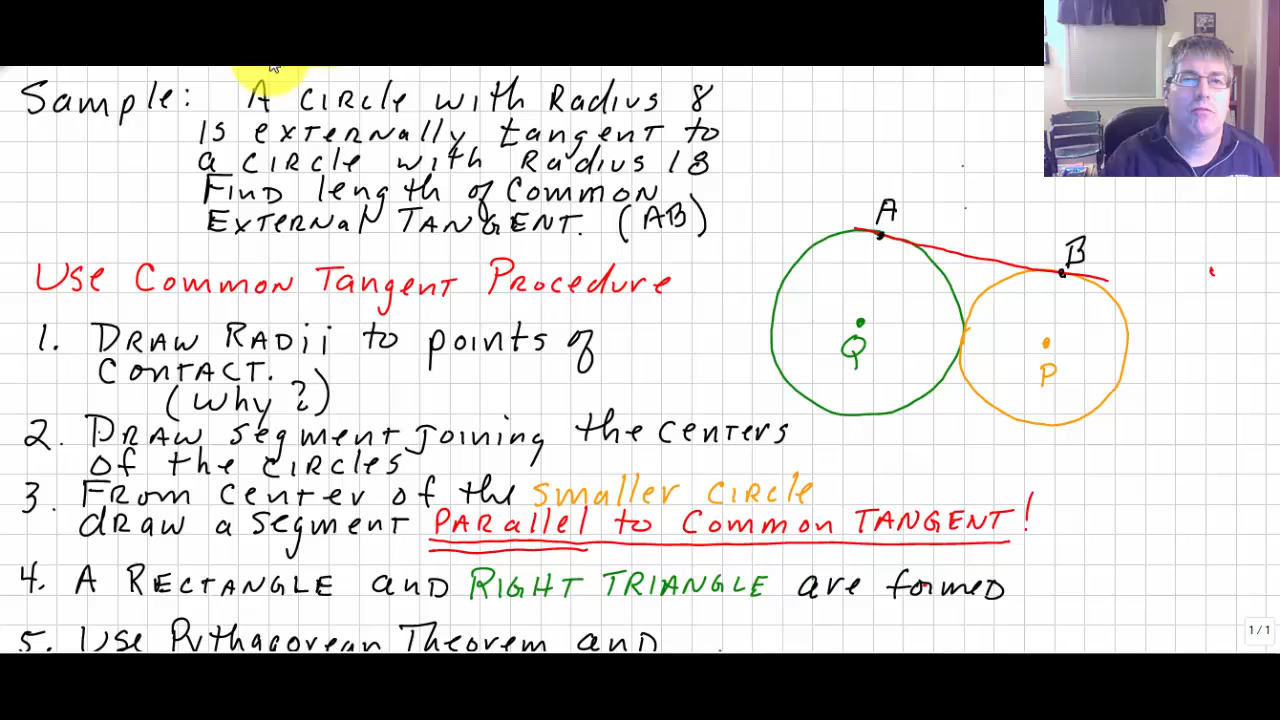 Sample: A CIRCLE WITH RADIUS 8
IS EXTERNALLY TANGENT TO
A CIRCLE WITH RADIUS 18
FIND LENGTH OF COMMON
EXTERNAL TANGENT. (AB)
USE COMMON TANGENT PROCEDURE
1. DRAW RADII TO POINTS OF
CONTACT.
(WHY?)
2. DRAW SEGMENT JOINING THE CENTERS
OF THE CIRCLES
3. FROM CENTER OF THE SMALLER CIRCLE
DRAW A SEGMENT PARALLEL TO COMMON TANGENT!
4. A RECTANGLE AND RIGHT TRIANGLE ARE FORMED
5. USE PYTHAGOREAN THEOREM AND
A
B
Q
P
1 / 1